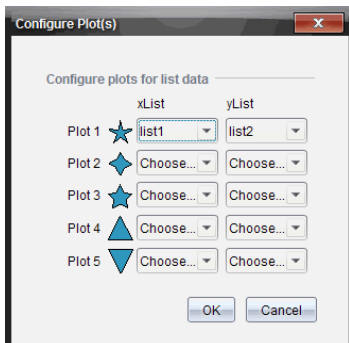 Configure Plot(s)
x
Configure plots for list data
xList yList
Plot 1 list1 list2
Plot 2 Choose... Choose...
Plot 3 Choose... Choose...
Plot 4 Choose... Choose...
Plot 5 Choose... Choose...
OK Cancel